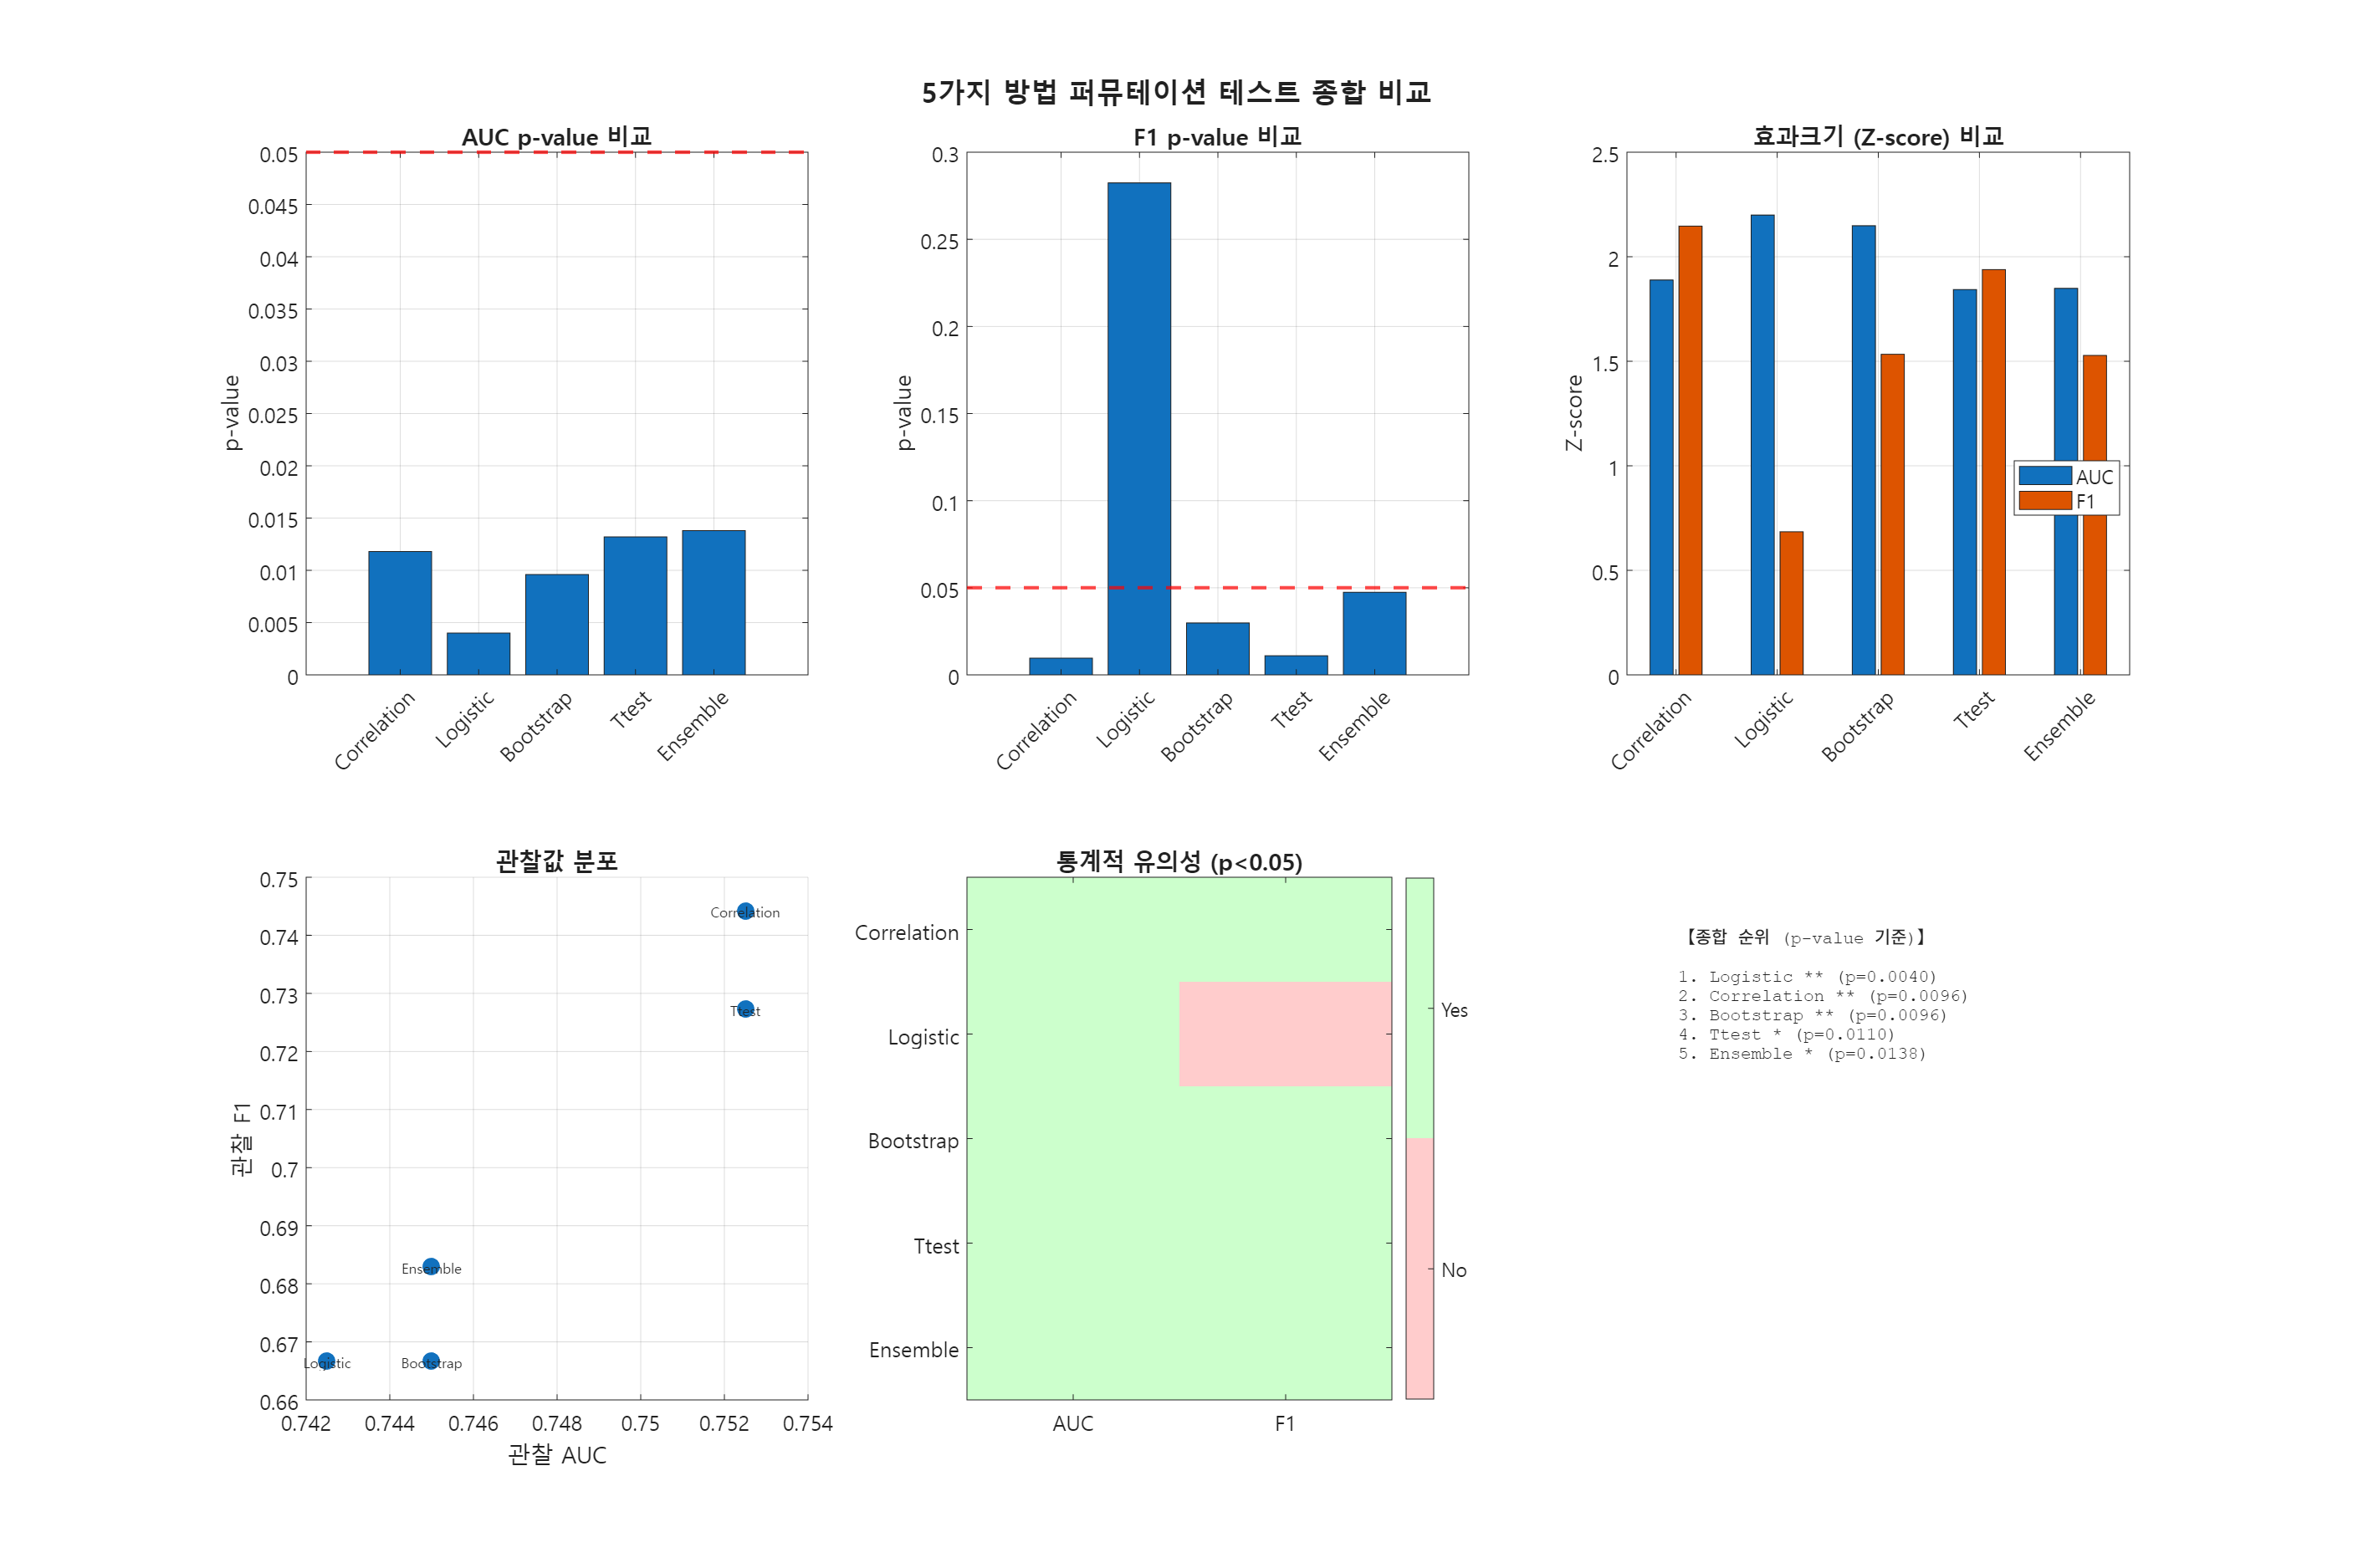 5가지 방법 퍼뮤테이션 테스트 종합 비교
AUC p-value 비교
0.05
0.045
0.04
0.035
0.03
0.025
0.02
0.015
0.01
0.005
0
p-value
Correlation
Logistic
Bootstrap
Ttest
Ensemble
F1 p-value 비교
0.3
0.25
0.2
0.15
0.1
0.05
0
p-value
Correlation
Logistic
Bootstrap
Ttest
Ensemble
효과크기 (Z-score) 비교
2.5
2
1.5
1
0.5
0
Z-score
AUC
F1
Correlation
Logistic
Bootstrap
Ttest
Ensemble
관찰값 분포
0.75
0.74
0.73
0.72
0.71
0.7
0.69
0.68
0.67
0.66
관찰 F1
Correlation
Ttest
Ensemble
Logistic
Bootstrap
0.742
0.744
0.746
0.748
0.75
0.752
0.754
관찰 AUC
통계적 유의성 (p<0.05)
Correlation
Logistic
Bootstrap
Ttest
Ensemble
AUC
F1
Yes
No
【종합 순위 (p-value 기준)】
1. Logistic ** (p=0.0040)
2. Correlation ** (p=0.0096)
3. Bootstrap ** (p=0.0096)
4. Ttest * (p=0.0110)
5. Ensemble * (p=0.0138)